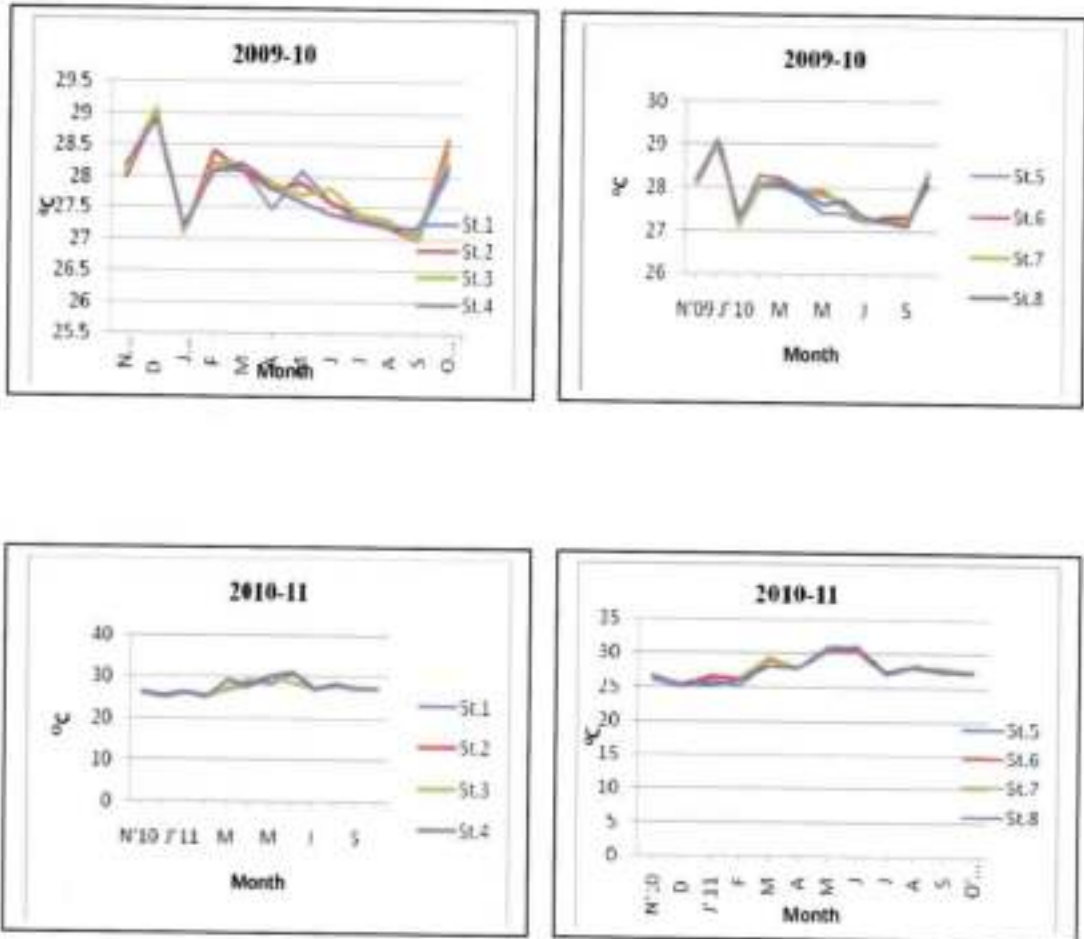 2009-10
29.5
29
28.5
28
27.5
27
26.5
26
25.5
°C
N... D J... F M A M J J A S O...
Month
St.1
St.2
St.3
St.4
2009-10
30
29
28
27
26
°C
N'09 J'10 M M J S
Month
St.5
St.6
St.7
St.8
2010-11
40
30
20
10
0
°C
N'10 J'11 M M J S
Month
St.1
St.2
St.3
St.4
2010-11
35
30
25
20
15
10
5
0
°C
N'10 D J'11 F M A M J J A S O'...
Month
St.5
St.6
St.7
St.8